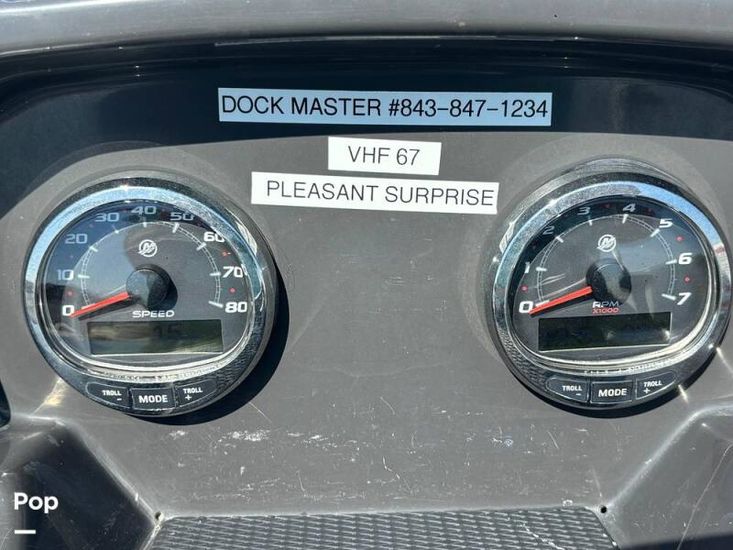 DOCK MASTER #843-847-1234
VHF 67
PLEASANT SURPRISE
0 10 20 30 40 50 60 70 80
SPEED
TROLL - MODE TROLL +
0 1 2 3 4 5 6 7
RPM
X1000
TROLL - MODE TROLL +
Pop